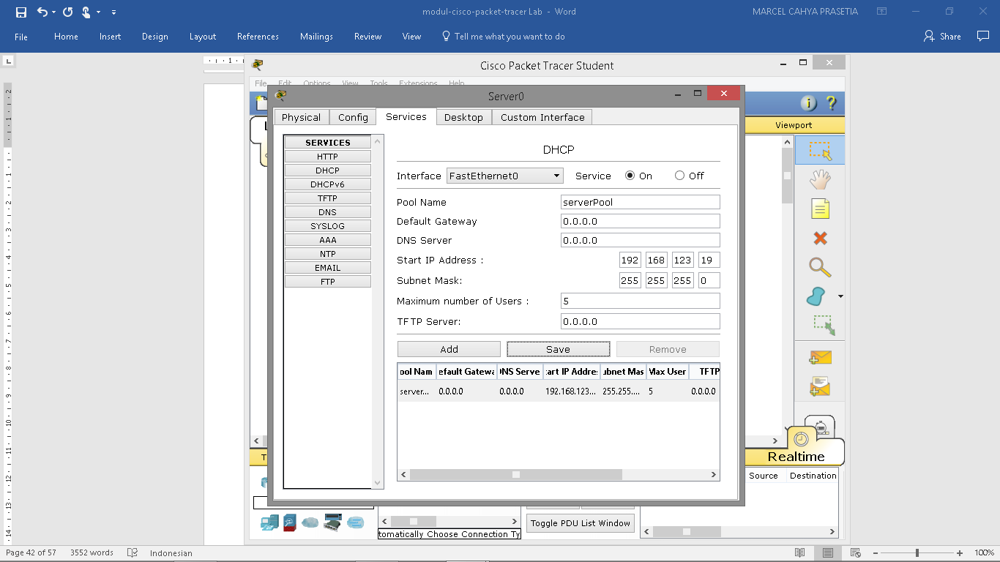 modul-cisco-packet-tracer Lab - Word
MARCEL CAHYA PRASETIA
File Home Insert Design Layout References Mailings Review View Tell me what you want to do Share
Cisco Packet Tracer Student
File Edit Options View Tools Extensions Help
Server0
Physical Config Services Desktop Custom Interface
Viewport
SERVICES
HTTP
DHCP
DHCPv6
TFTP
DNS
SYSLOG
AAA
NTP
EMAIL
FTP
DHCP
Interface FastEthernet0 Service On Off
Pool Name serverPool
Default Gateway 0.0.0.0
DNS Server 0.0.0.0
Start IP Address : 192 168 123 19
Subnet Mask: 255 255 255 0
Maximum number of Users : 5
TFTP Server: 0.0.0.0
Add Save Remove
ool Nam efault Gatewa NS Serve art IP Addres ubnet Mas Max User TFTP
server... 0.0.0.0 0.0.0.0 192.168.123... 255.255.... 5 0.0.0.0
Realtime
Source Destination
Toggle PDU List Window
tomatically Choose Connection Ty
Page 42 of 57 3552 words Indonesian 100%